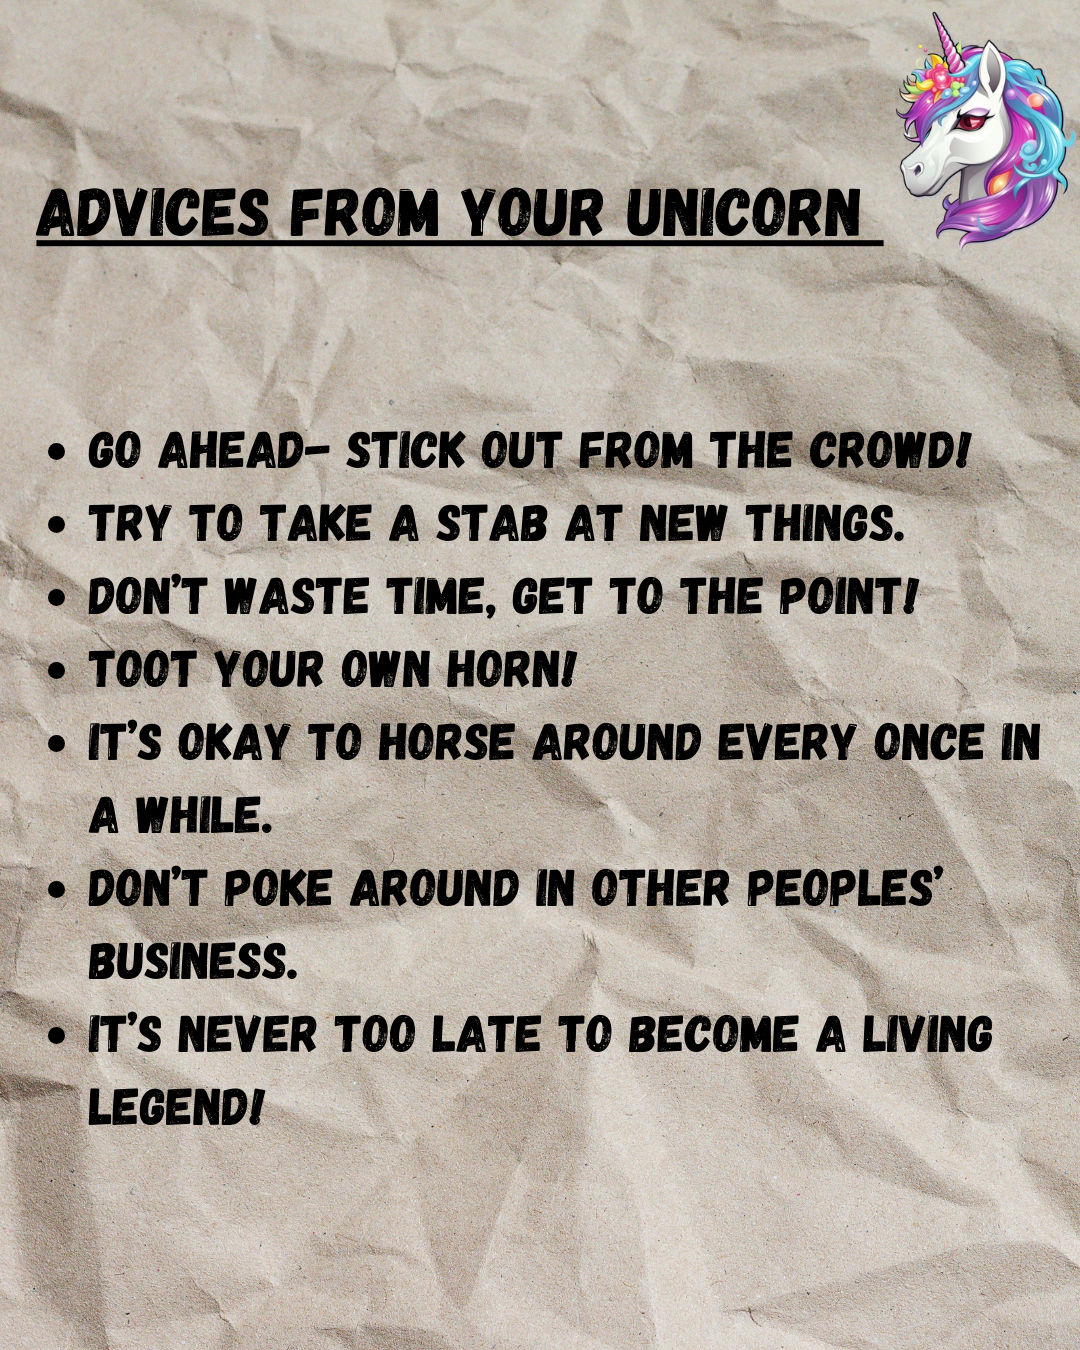 ADVICES FROM YOUR UNICORN
• GO AHEAD- STICK OUT FROM THE CROWD!
• TRY TO TAKE A STAB AT NEW THINGS.
• DON'T WASTE TIME, GET TO THE POINT!
• TOOT YOUR OWN HORN!
• IT'S OKAY TO HORSE AROUND EVERY ONCE IN
A WHILE.
• DON'T POKE AROUND IN OTHER PEOPLES'
BUSINESS.
• IT'S NEVER TOO LATE TO BECOME A LIVING
LEGEND!